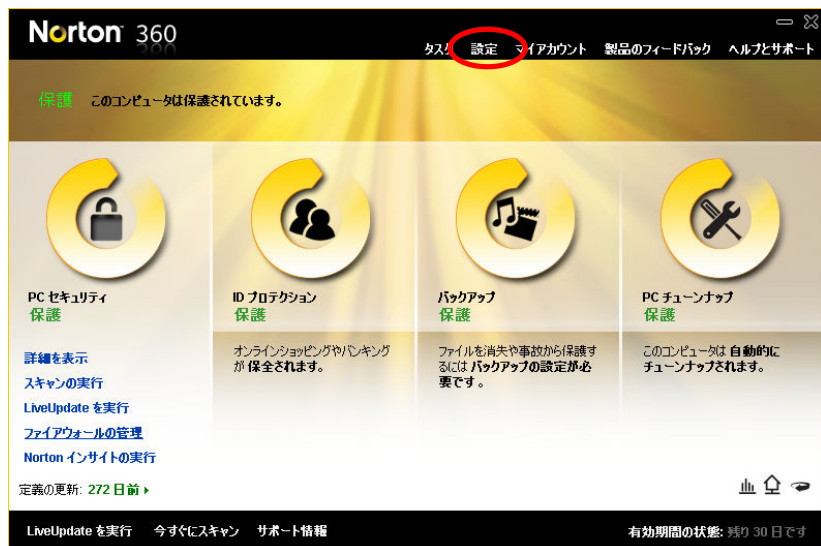 Norton 360
タスク 設定 マイアカウント 製品のフィードバック ヘルプとサポート
保護 このコンピュータは保護されています。
PC セキュリティ
保護
詳細を表示
スキャンの実行
LiveUpdate を実行
ファイアウォールの管理
Norton インサイトの実行
定義の更新: 272 日前
ID プロテクション
保護
オンラインショッピングやバンキング
が 保全されます。
バックアップ
保護
ファイルを消失や事故から保護す
るには バックアップの設定が必
要です。
PC チューンナップ
保護
このコンピュータは 自動的に
チューンナップされます。
LiveUpdate を実行 今すぐにスキャン サポート情報
有効期間の状態: 残り 30 日です